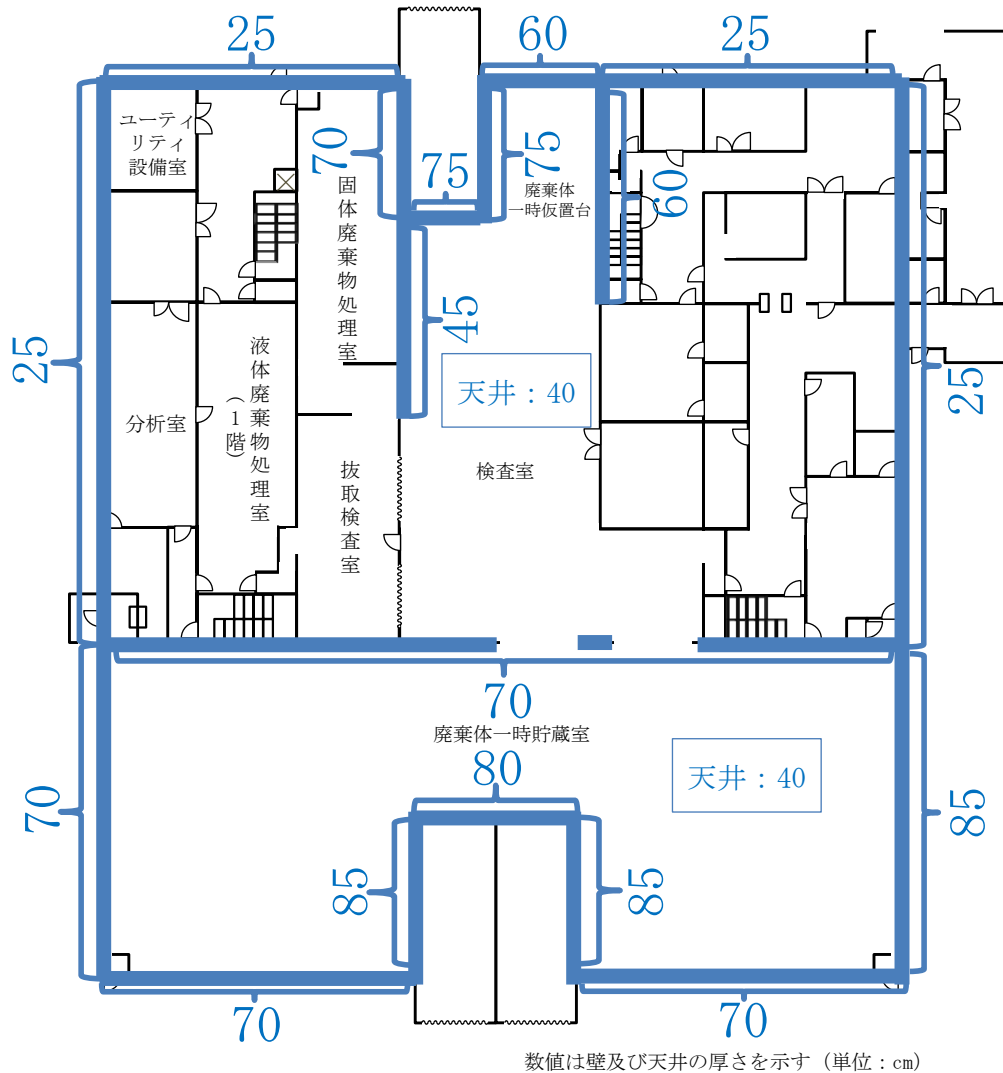 25
60
25
ユーティ
リティ
設備室
70
75
75
固体廃棄物処理室
廃棄体
一時仮置台
60
45
25
液体廃棄物処理室
(1階)
天井：40
25
分析室
抜取検査室
検査室
70
廃棄体一時貯蔵室
80
天井：40
70
85
85
85
70
70
数値は壁及び天井の厚さを示す（単位：cm）